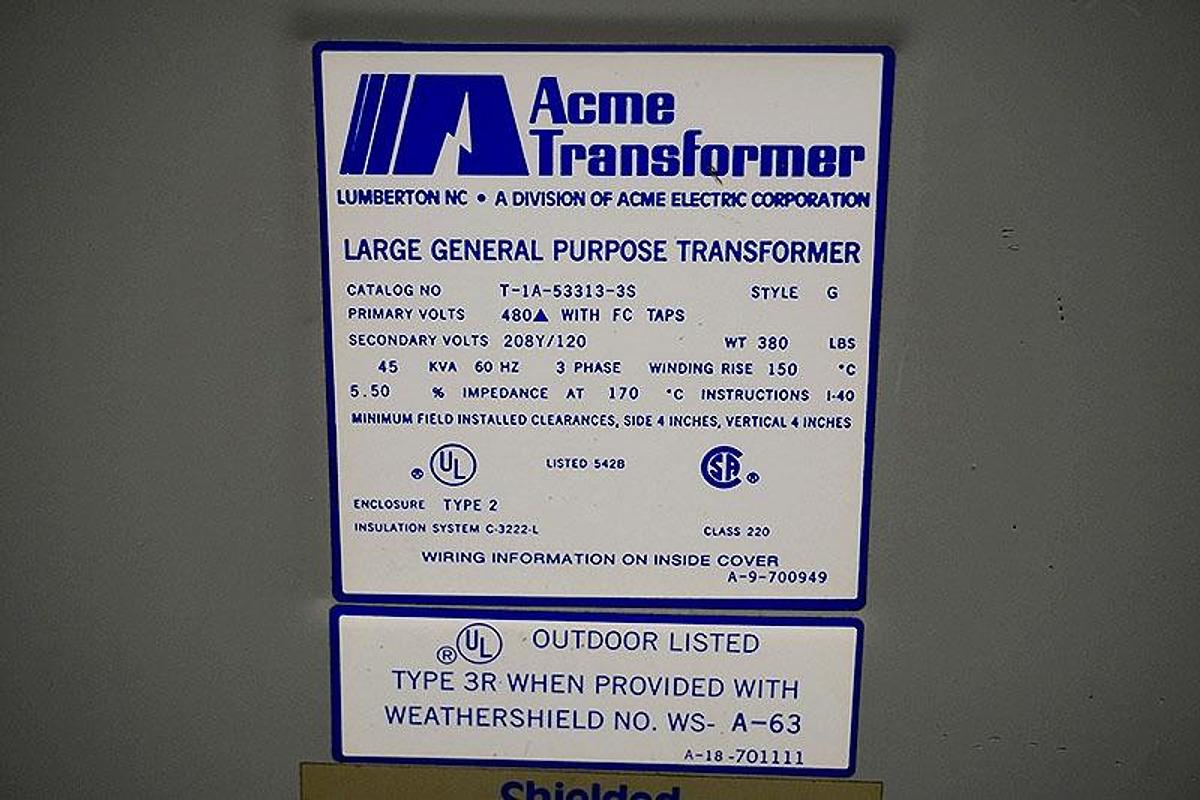 Acme
Transformer
LUMBERTON NC • A DIVISION OF ACME ELECTRIC CORPORATION
LARGE GENERAL PURPOSE TRANSFORMER
CATALOG NO T-1A-53313-3S STYLE G
PRIMARY VOLTS 480▲ WITH FC TAPS
SECONDARY VOLTS 208Y/120 WT 380 LBS
45 KVA 60 HZ 3 PHASE WINDING RISE 150 °C
5.50 % IMPEDANCE AT 170 °C INSTRUCTIONS I-40
MINIMUM FIELD INSTALLED CLEARANCES, SIDE 4 INCHES, VERTICAL 4 INCHES
® UL LISTED 542B SA ®
ENCLOSURE TYPE 2
INSULATION SYSTEM C-3222-L CLASS 220
WIRING INFORMATION ON INSIDE COVER
A-9-700949
® UL OUTDOOR LISTED
TYPE 3R WHEN PROVIDED WITH
WEATHERSHIELD NO. WS- A-63
A-18-701111
Shielded